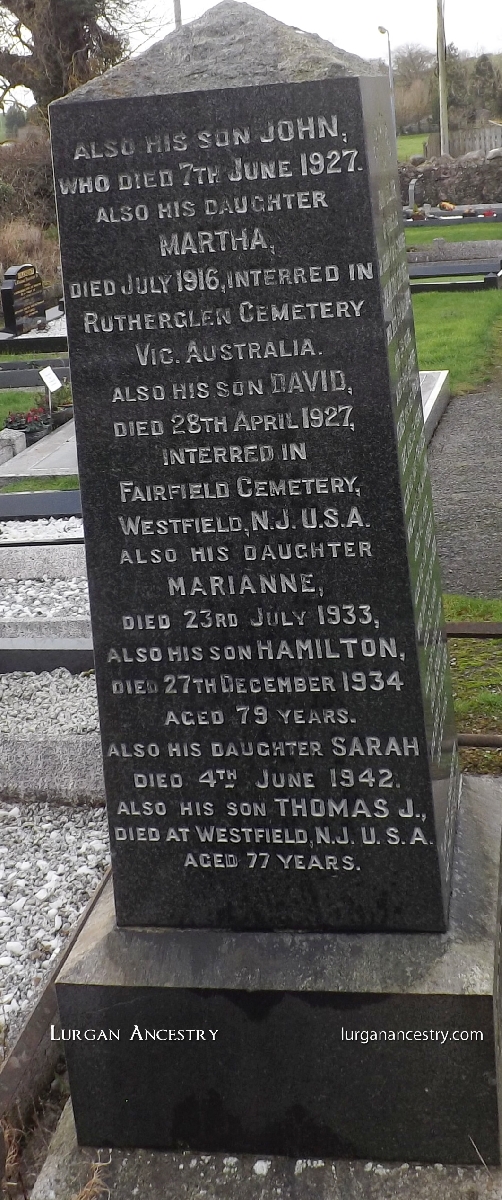 ALSO HIS SON JOHN,
WHO DIED 7TH JUNE 1927.
ALSO HIS DAUGHTER
MARTHA,
DIED JULY 1916, INTERRED IN
RUTHERGLEN CEMETERY
VIC. AUSTRALIA.
ALSO HIS SON DAVID,
DIED 28TH APRIL 1927,
INTERRED IN
FAIRFIELD CEMETERY,
WESTFIELD, N.J. U.S.A.
ALSO HIS DAUGHTER
MARIANNE,
DIED 23RD JULY 1933,
ALSO HIS SON HAMILTON,
DIED 27TH DECEMBER 1934
AGED 79 YEARS.
ALSO HIS DAUGHTER SARAH
DIED 4TH JUNE 1942.
ALSO HIS SON THOMAS J.,
DIED AT WESTFIELD, N.J. U.S.A.
AGED 77 YEARS.
LURGAN ANCESTRY
lurganancestry.com